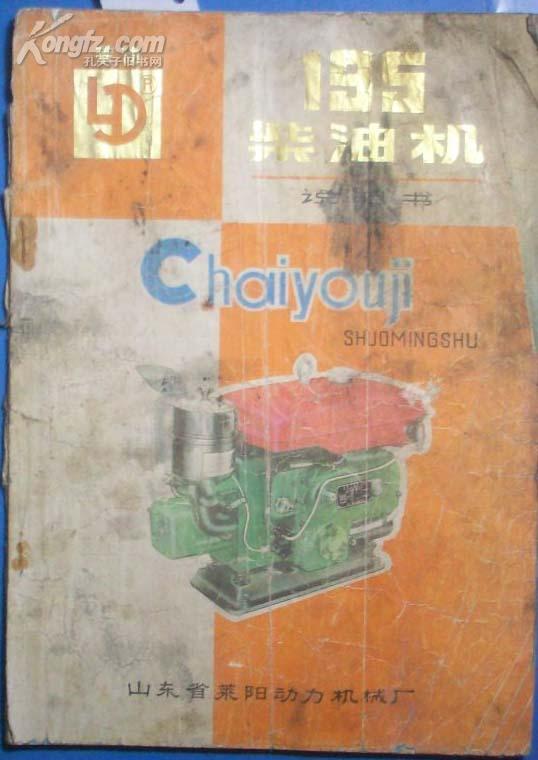 Kongfz.com
孔夫子旧书网
LD
®
195
柴油机
说明书
Chaiyouji
SHUOMINGSHU
山东省莱阳动力机械厂